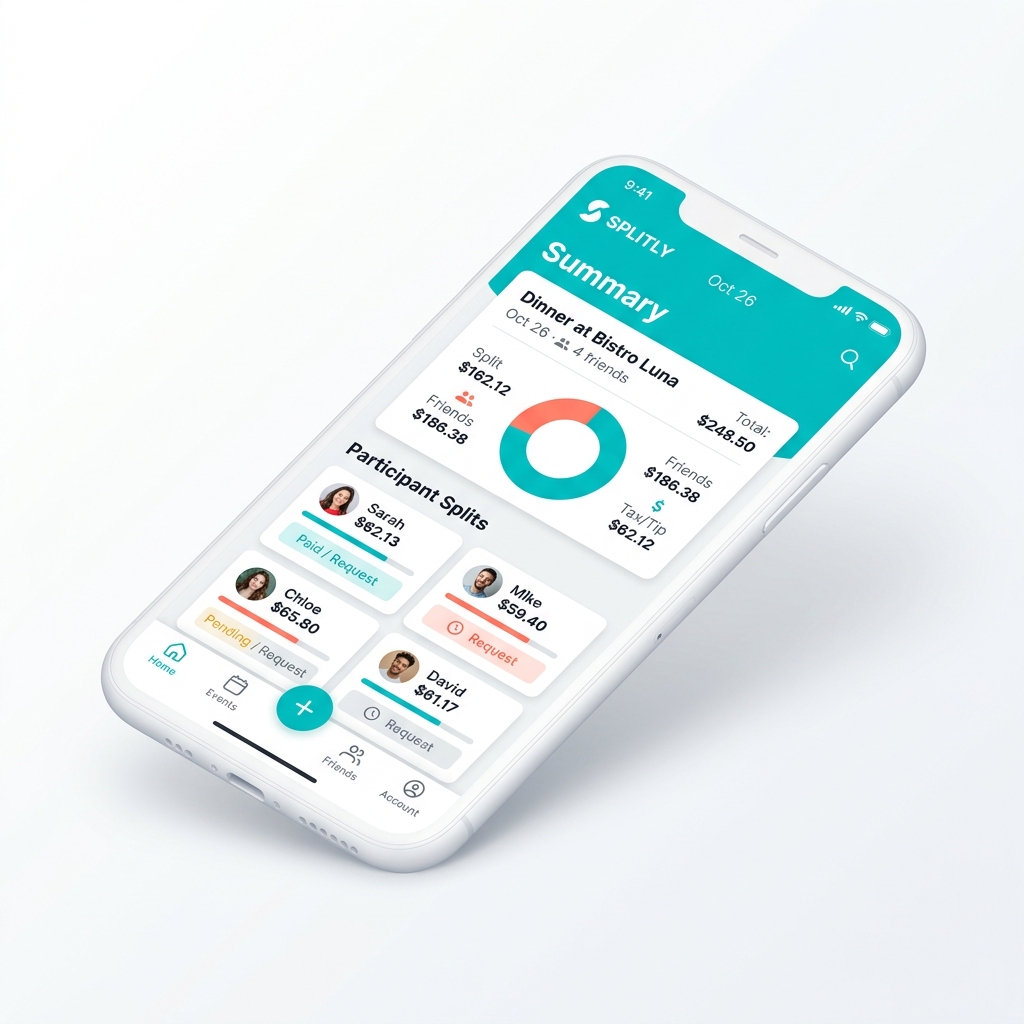 9:41
SPLITLY
Oct 26
Summary
Dinner at Bistro Luna
Oct 26 · 4 friends
Total:
$248.50
Split
$162.12
Friends
$186.38
Friends
$186.38
$
Tax/Tip
$62.12
Participant Splits
Sarah
$62.13
Paid / Request
Mike
$59.40
Request
Chloe
$65.80
Pending / Request
David
$61.17
Request
Home
Events
+
Friends
Account